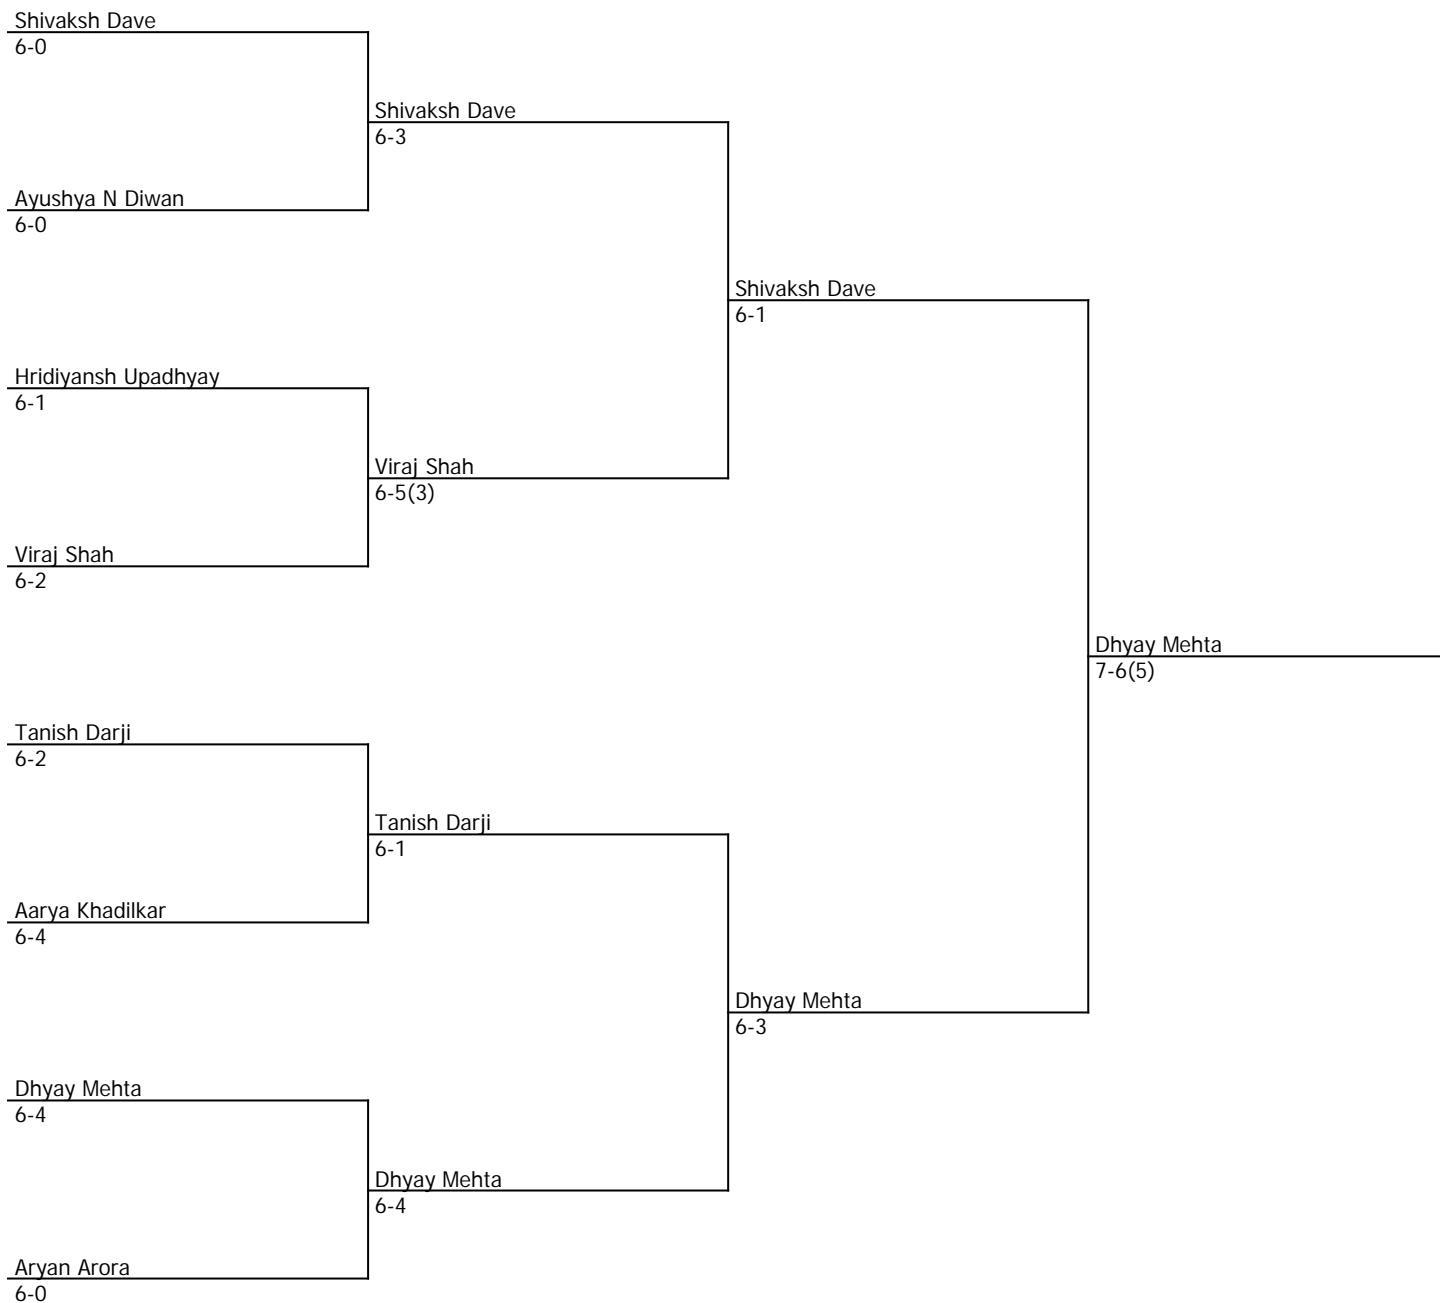 Shivaksh Dave
6-0
Shivaksh Dave
6-3
Ayushya N Diwan
6-0
Shivaksh Dave
6-1
Hridiyansh Upadhyay
6-1
Viraj Shah
6-5(3)
Viraj Shah
6-2
Dhyay Mehta
7-6(5)
Tanish Darji
6-2
Tanish Darji
6-1
Aarya Khadilkar
6-4
Dhyay Mehta
6-3
Dhyay Mehta
6-4
Dhyay Mehta
6-4
Aryan Arora
6-0